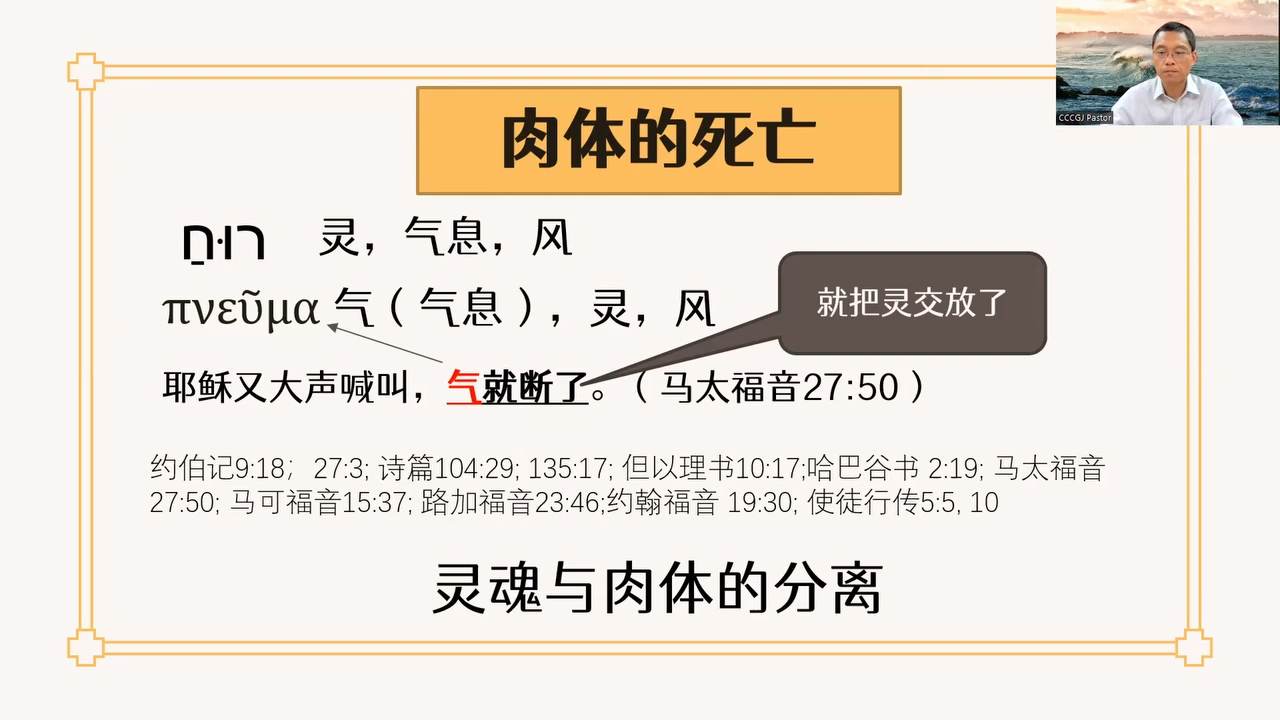 肉体的死亡
CCCGJ Pastor
רוּחַ 灵，气息，风
πνεῦμα 气（气息），灵，风
就把灵交放了
耶稣又大声喊叫，气就断了。（马太福音27:50）
约伯记9:18；27:3; 诗篇104:29; 135:17; 但以理书10:17;哈巴谷书 2:19; 马太福音
27:50; 马可福音15:37; 路加福音23:46;约翰福音 19:30; 使徒行传5:5, 10
灵魂与肉体的分离